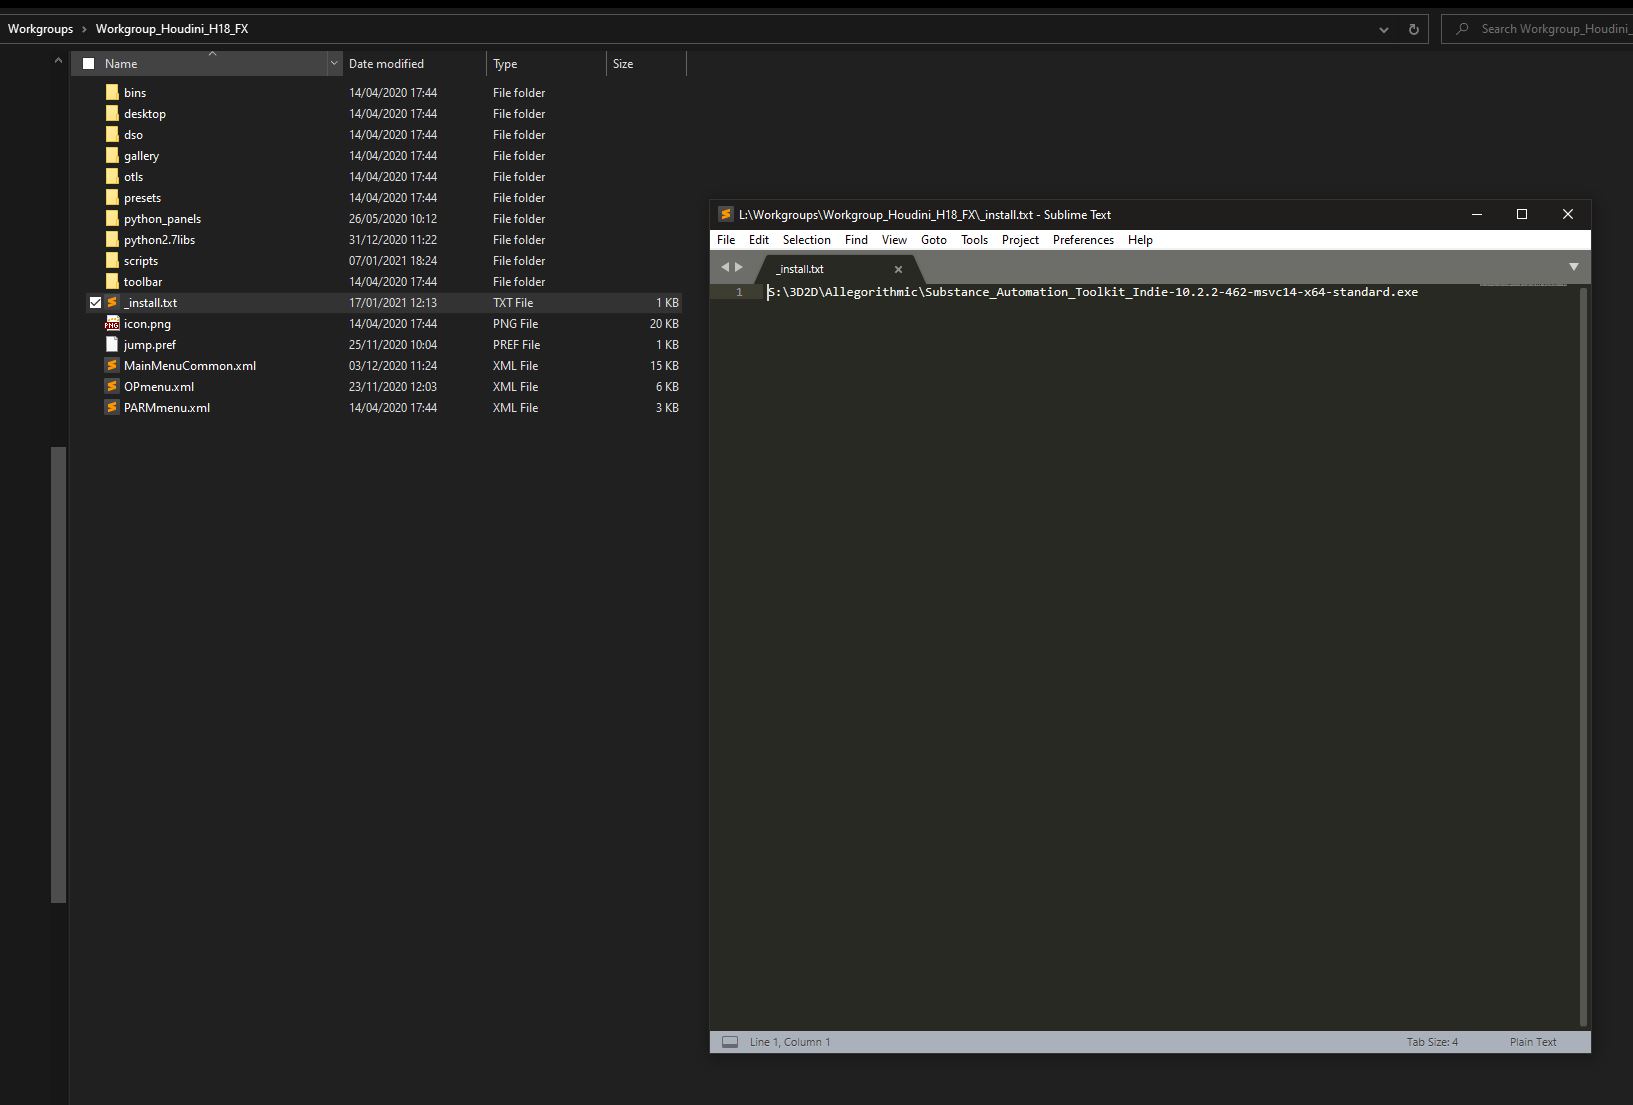 Workgroups > Workgroup_Houdini_H18_FX
Search Workgroup_Houdini_
Name Date modified Type Size
bins 14/04/2020 17:44 File folder
desktop 14/04/2020 17:44 File folder
dso 14/04/2020 17:44 File folder
gallery 14/04/2020 17:44 File folder
otls 14/04/2020 17:44 File folder
presets 14/04/2020 17:44 File folder
python_panels 26/05/2020 10:12 File folder
python2.7libs 31/12/2020 11:22 File folder
scripts 07/01/2021 18:24 File folder
toolbar 14/04/2020 17:44 File folder
_install.txt 17/01/2021 12:13 TXT File 1 KB
icon.png 14/04/2020 17:44 PNG File 20 KB
jump.pref 25/11/2020 10:04 PREF File 1 KB
MainMenuCommon.xml 03/12/2020 11:24 XML File 15 KB
OPmenu.xml 23/11/2020 12:03 XML File 6 KB
PARMmenu.xml 14/04/2020 17:44 XML File 3 KB
L:\Workgroups\Workgroup_Houdini_H18_FX\_install.txt - Sublime Text
File Edit Selection Find View Goto Tools Project Preferences Help
_install.txt
1 S:\3D2D\Allegorithmic\Substance_Automation_Toolkit_Indie-10.2.2-462-msvc14-x64-standard.exe
Line 1, Column 1 Tab Size: 4 Plain Text